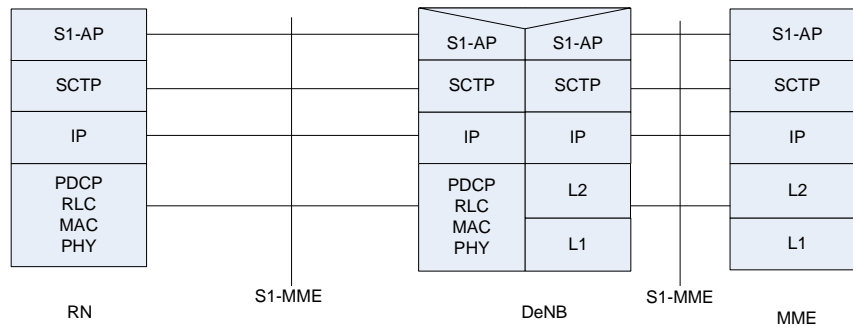 S1-AP
S1-AP
S1-AP
S1-AP
SCTP
SCTP
SCTP
SCTP
IP
IP
IP
IP
PDCP
RLC
MAC
PHY
PDCP
RLC
MAC
PHY
L2
L1
L2
L1
S1-MME
S1-MME
RN
DeNB
MME